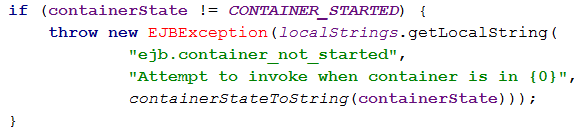 if (containerState != CONTAINER_STARTED) {
    throw new EJBException(localStrings.getLocalString(
            "ejb.container_not_started",
            "Attempt to invoke when container is in {0}",
            containerStateToString(containerState)));
}